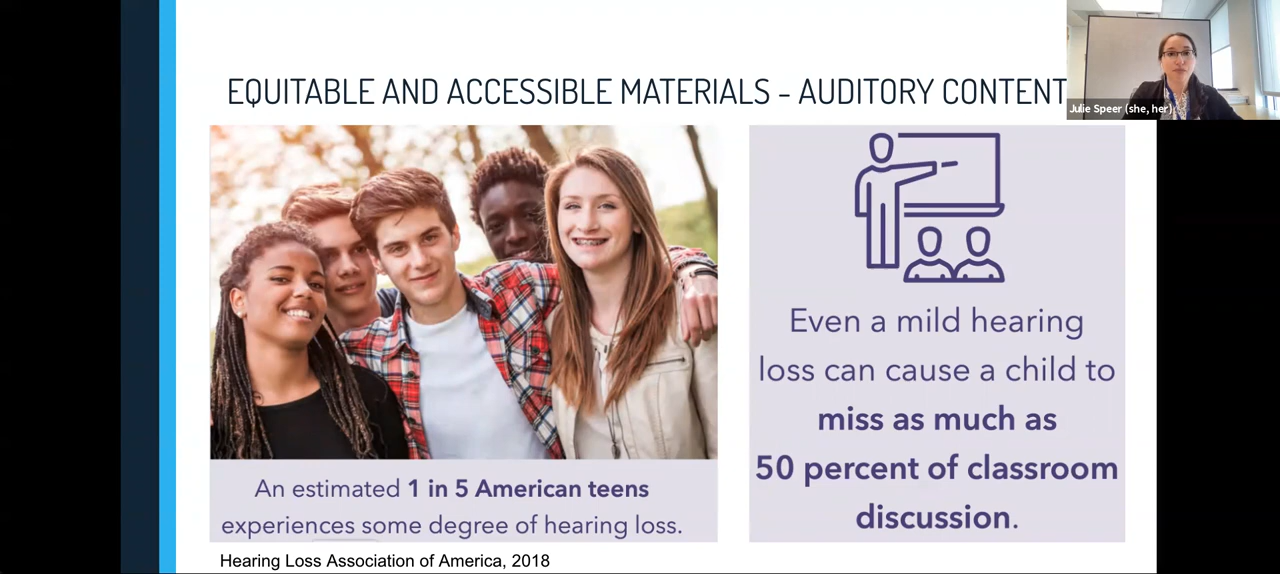 EQUITABLE AND ACCESSIBLE MATERIALS - AUDITORY CONTENT
Julie Speer (she, her)
An estimated 1 in 5 American teens
experiences some degree of hearing loss.
Even a mild hearing
loss can cause a child to
miss as much as
50 percent of classroom
discussion.
Hearing Loss Association of America, 2018